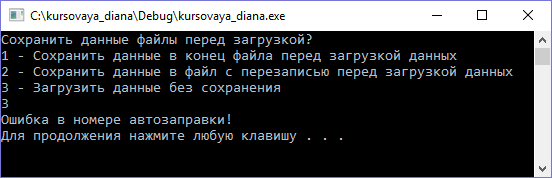 C:\kursovaya_diana\Debug\kursovaya_diana.exe
Сохранить данные файлы перед загрузкой?
1 - Сохранить данные в конец файла перед загрузкой данных
2 - Сохранить данные в файл с перезаписью перед загрузкой данных
3 - Загрузить данные без сохранения
3
Ошибка в номере автозаправки!
Для продолжения нажмите любую клавишу . . .